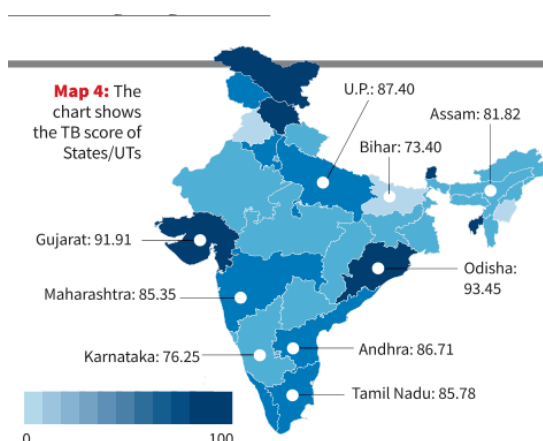 Map 4: The
chart shows
the TB score of
States/UTs
U.P.: 87.40
Assam: 81.82
Bihar: 73.40
Gujarat: 91.91
Odisha:
93.45
Maharashtra: 85.35
Karnataka: 76.25
Andhra: 86.71
Tamil Nadu: 85.78
0
100